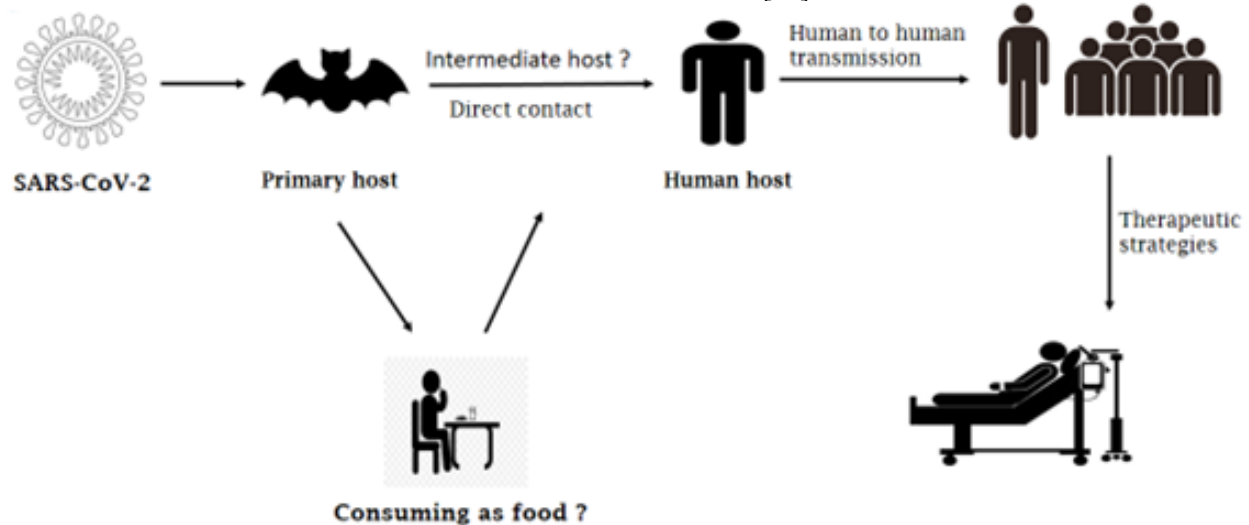 Intermediate host ?
Direct contact
Human to human
transmission
SARS-CoV-2
Primary host
Human host
Therapeutic
strategies
Consuming as food ?